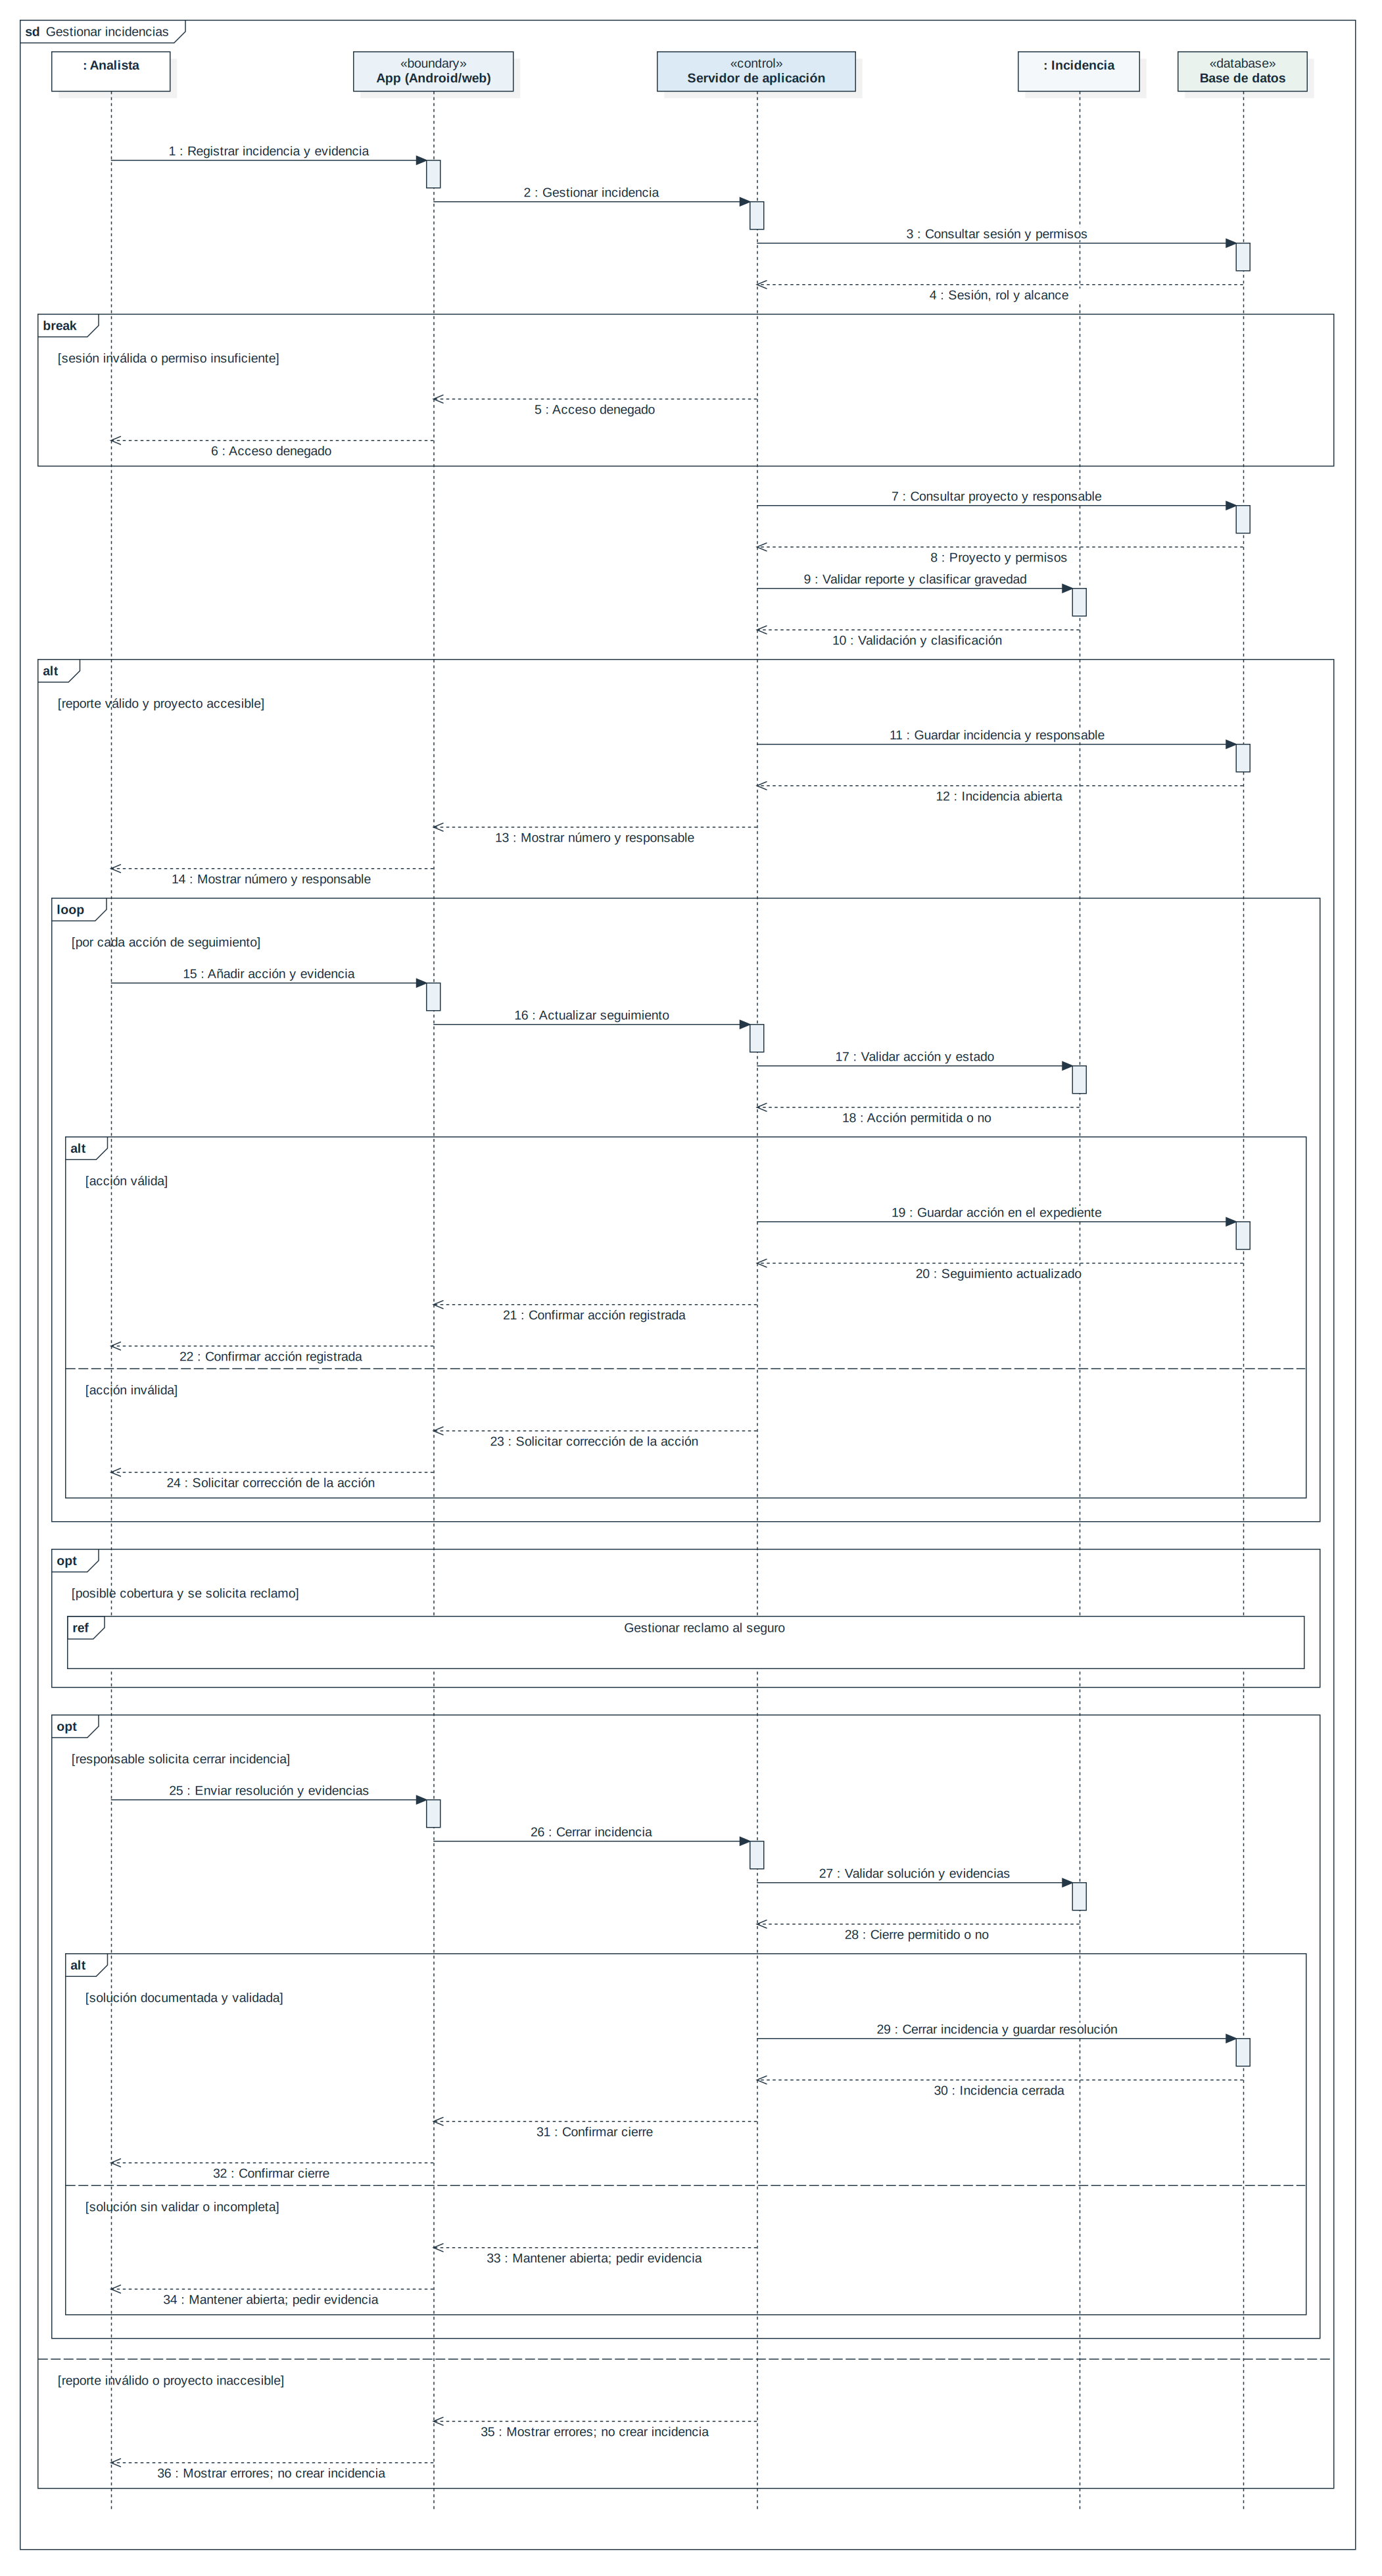 sd Gestionar incidencias
: Analista
«boundary»
App (Android/web)
«control»
Servidor de aplicación
: Incidencia
«database»
Base de datos
1 : Registrar incidencia y evidencia
2 : Gestionar incidencia
3 : Consultar sesión y permisos
4 : Sesión, rol y alcance
break
[sesión inválida o permiso insuficiente]
5 : Acceso denegado
6 : Acceso denegado
7 : Consultar proyecto y responsable
8 : Proyecto y permisos
9 : Validar reporte y clasificar gravedad
10 : Validación y clasificación
alt
[reporte válido y proyecto accesible]
11 : Guardar incidencia y responsable
12 : Incidencia abierta
13 : Mostrar número y responsable
14 : Mostrar número y responsable
loop
[por cada acción de seguimiento]
15 : Añadir acción y evidencia
16 : Actualizar seguimiento
17 : Validar acción y estado
18 : Acción permitida o no
alt
[acción válida]
19 : Guardar acción en el expediente
20 : Seguimiento actualizado
21 : Confirmar acción registrada
22 : Confirmar acción registrada
[acción inválida]
23 : Solicitar corrección de la acción
24 : Solicitar corrección de la acción
opt
[posible cobertura y se solicita reclamo]
ref
Gestionar reclamo al seguro
opt
[responsable solicita cerrar incidencia]
25 : Enviar resolución y evidencias
26 : Cerrar incidencia
27 : Validar solución y evidencias
28 : Cierre permitido o no
alt
[solución documentada y validada]
29 : Cerrar incidencia y guardar resolución
30 : Incidencia cerrada
31 : Confirmar cierre
32 : Confirmar cierre
[solución sin validar o incompleta]
33 : Mantener abierta; pedir evidencia
34 : Mantener abierta; pedir evidencia
[reporte inválido o proyecto inaccesible]
35 : Mostrar errores; no crear incidencia
36 : Mostrar errores; no crear incidencia